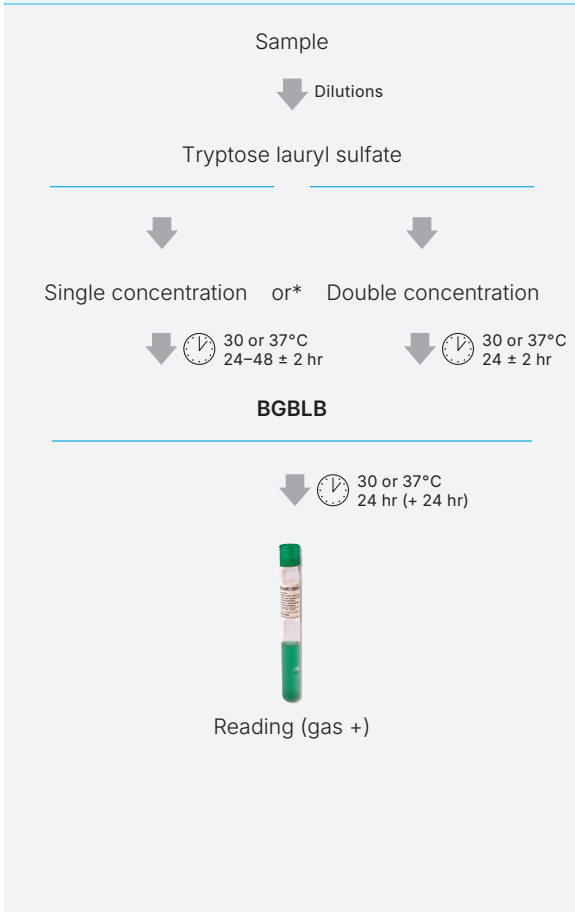 Sample
Dilutions
Tryptose lauryl sulfate
Single concentration or* Double concentration
30 or 37°C
24–48 ± 2 hr
30 or 37°C
24 ± 2 hr
BGBLB
30 or 37°C
24 hr (+ 24 hr)
Reading (gas +)